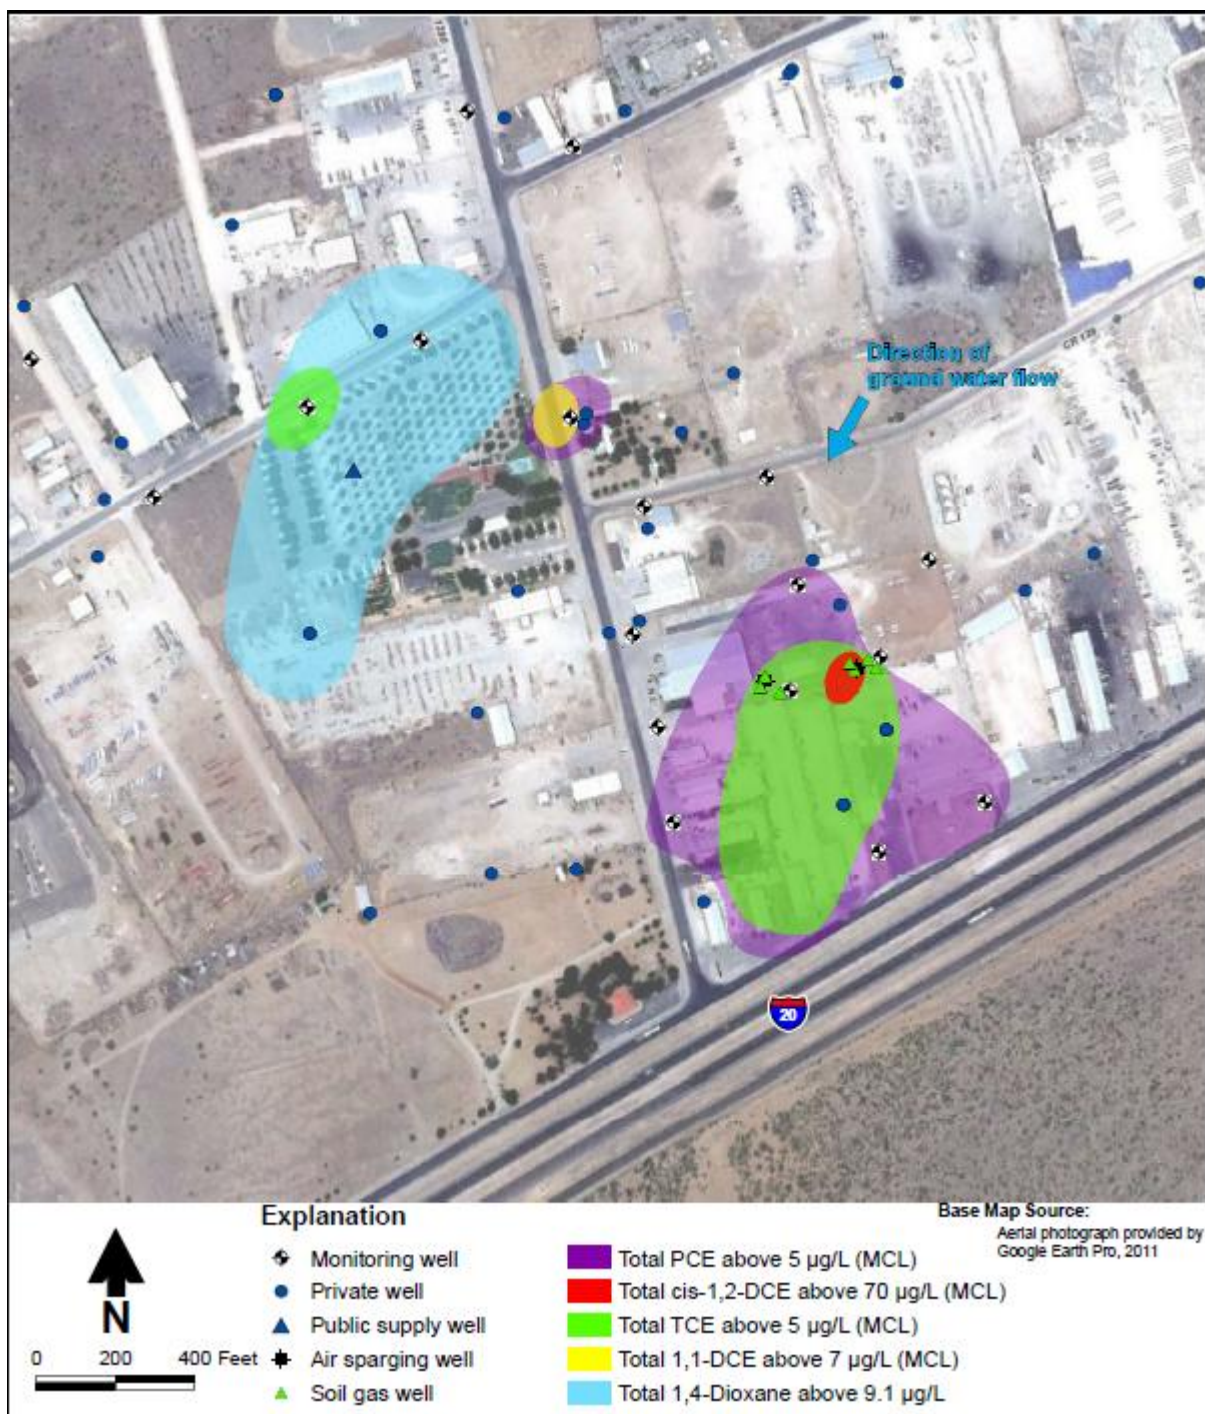 1290
Direction of
ground water flow
CR 129
20
Explanation
Base Map Source:
Aerial photograph provided by
Google Earth Pro, 2011
N
0 200 400 Feet
Monitoring well
Private well
Public supply well
Air sparging well
Soil gas well
Total PCE above 5 µg/L (MCL)
Total cis-1,2-DCE above 70 µg/L (MCL)
Total TCE above 5 µg/L (MCL)
Total 1,1-DCE above 7 µg/L (MCL)
Total 1,4-Dioxane above 9.1 µg/L